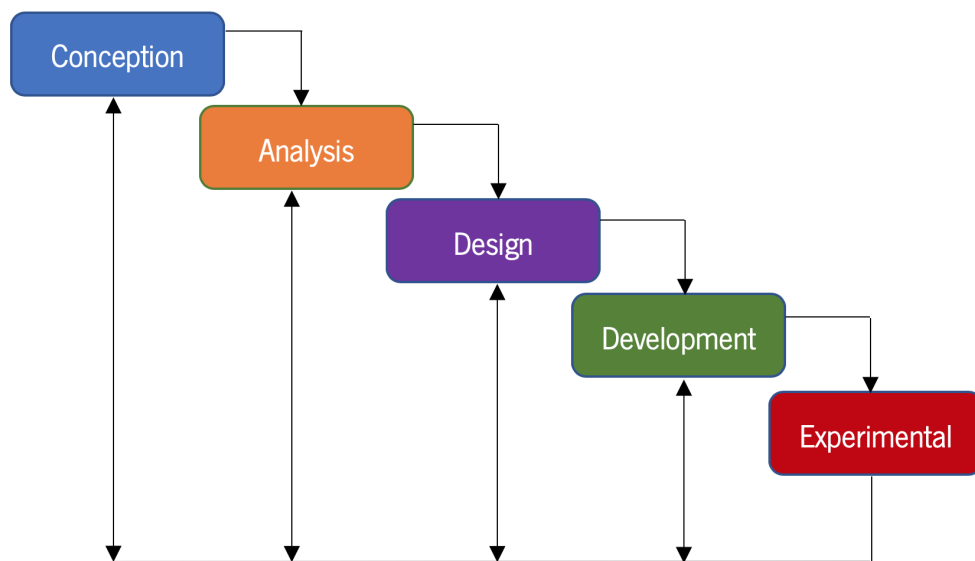 Conception
Analysis
Design
Development
Experimental